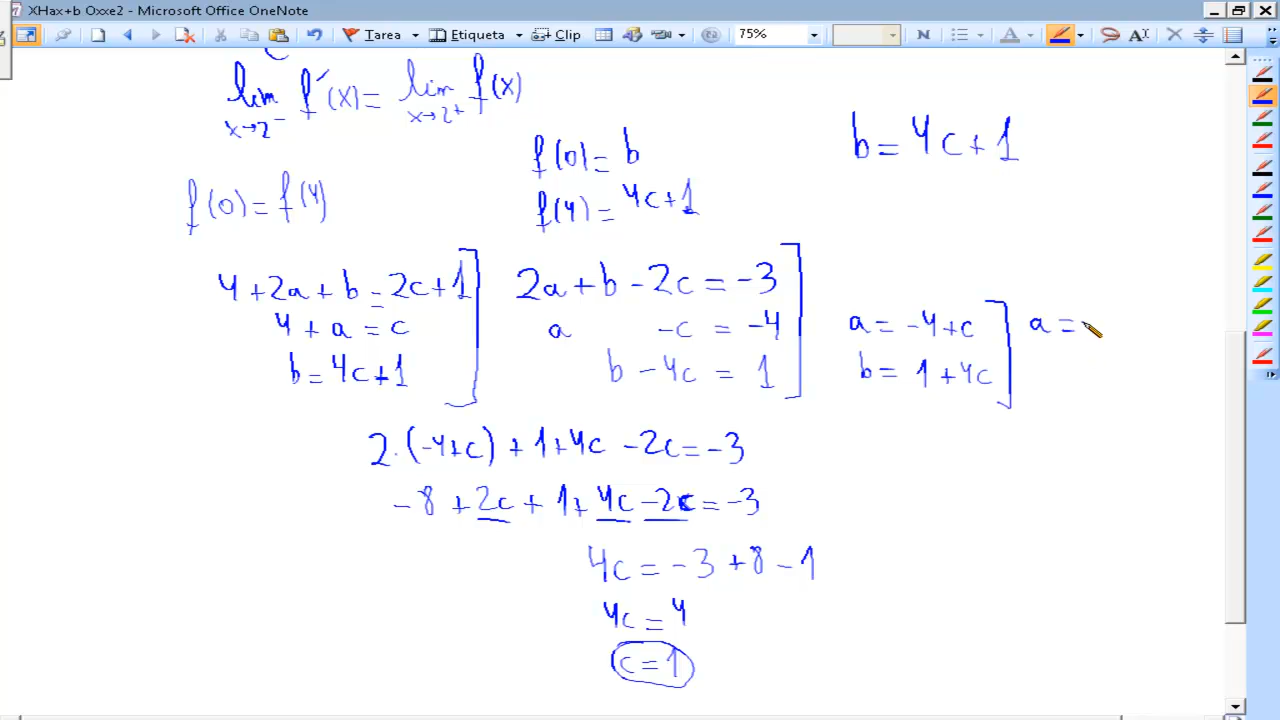 XHax+b Oxxe2 - Microsoft Office OneNote
Tarea Etiqueta Clip 75% N A
lim x→2⁻ f´(x) = lim x→2⁺ f(x)
f(0) = b
b = 4c+1
f(0) = f(4)
f(4) = 4c+1
4+2a+b = 2c+1
2a+b-2c = -3
4+a = c
a -c = -4
a = -4+c
a =
b = 4c+1
b-4c = 1
b = 1+4c
2·(-4+c)+1+4c-2c = -3
-8+2c+1+4c-2c = -3
4c = -3+8-1
4c = 4
c = 1